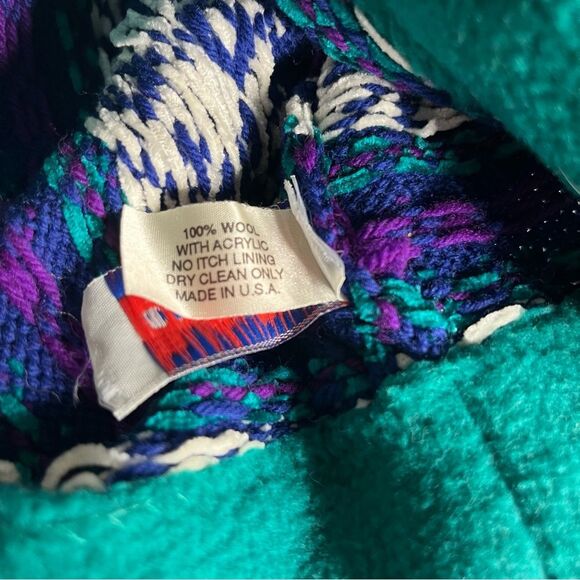 100% WOOL
WITH ACRYLIC
NO ITCH LINING
DRY CLEAN ONLY
MADE IN U.S.A.